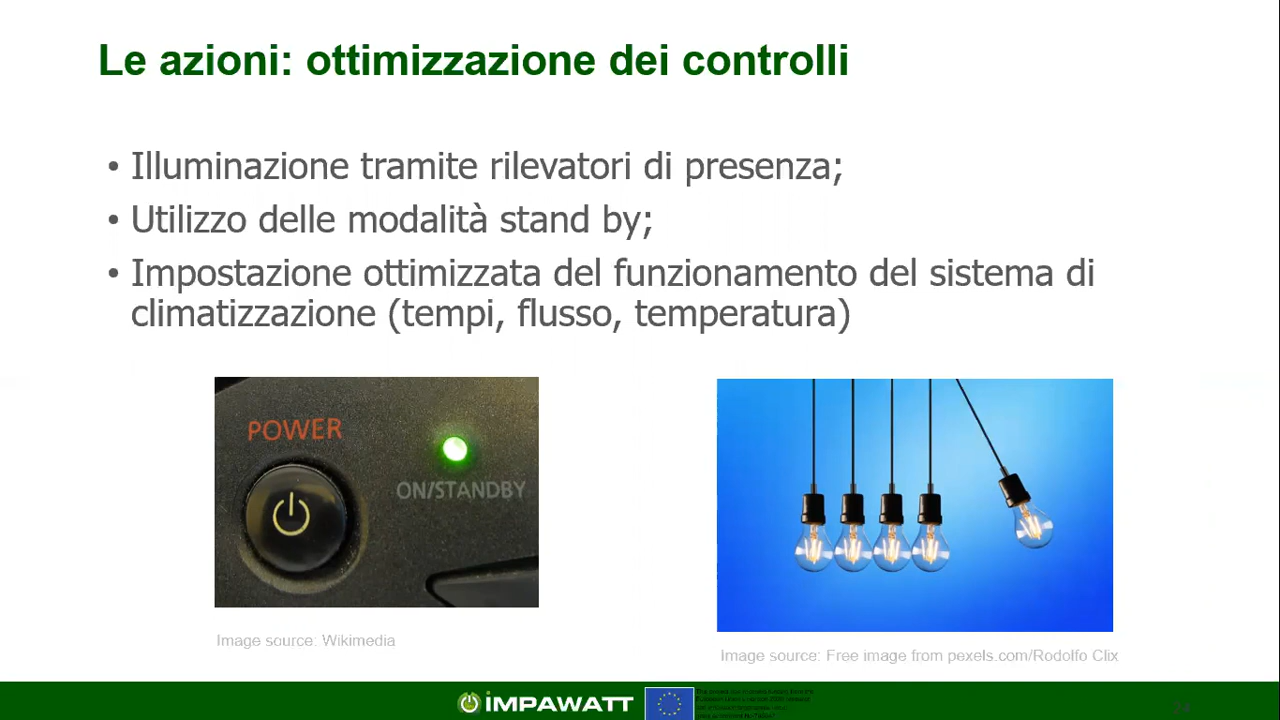 Le azioni: ottimizzazione dei controlli
• Illuminazione tramite rilevatori di presenza;
• Utilizzo delle modalità stand by;
• Impostazione ottimizzata del funzionamento del sistema di
climatizzazione (tempi, flusso, temperatura)
POWER
ON/STANDBY
Image source: Wikimedia
Image source: Free image from pexels.com/Rodolfo Clix
IMPAWATT
24